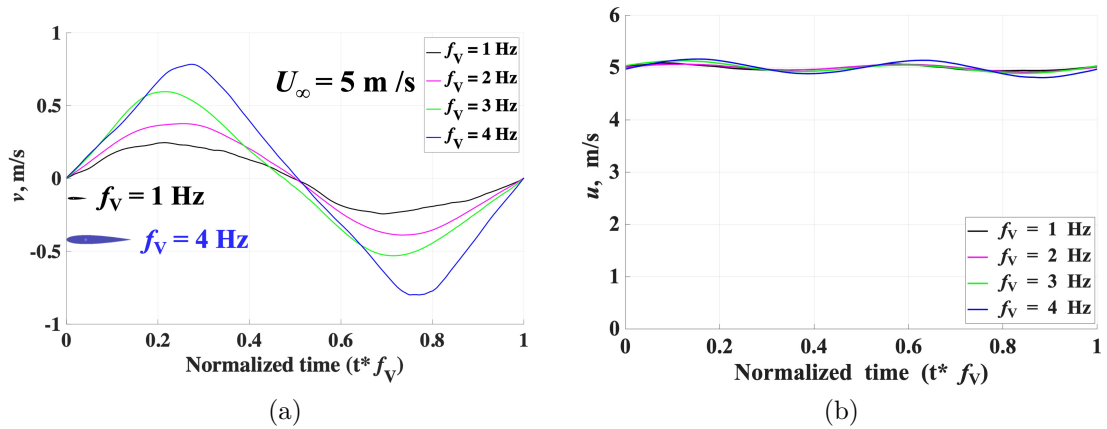 1
0.5
0
-0.5
-1
v, m/s
U∞ = 5 m /s
fV = 1 Hz
fV = 2 Hz
fV = 3 Hz
fV = 4 Hz
fV = 1 Hz
fV = 4 Hz
0 0.2 0.4 0.6 0.8 1
Normalized time (t* fV)
(a)
6
5
4
3
2
1
0
u, m/s
fV = 1 Hz
fV = 2 Hz
fV = 3 Hz
fV = 4 Hz
0 0.2 0.4 0.6 0.8 1
Normalized time (t* fV)
(b)